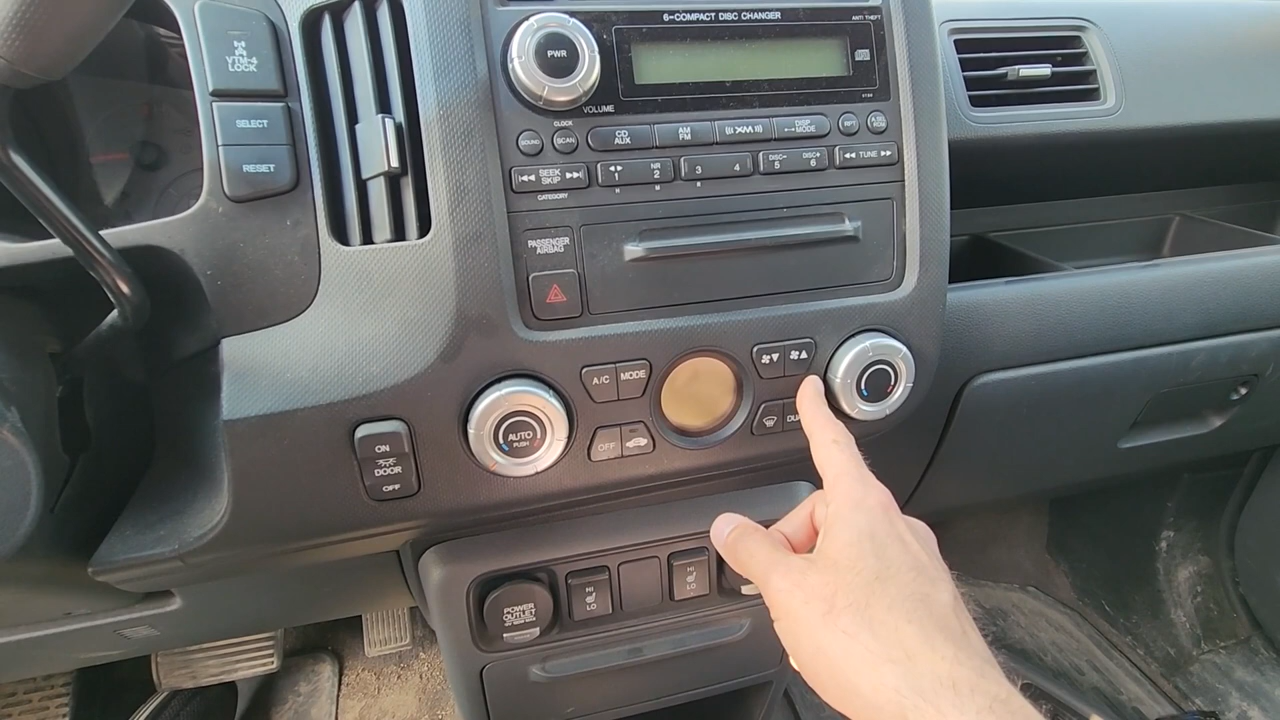 VTM-4
LOCK
SELECT
RESET
6-COMPACT DISC CHANGER
ANTI THEFT
PWR
VOLUME
CLOCK
SOUND
SCAN
CD
AUX
AM
FM
XM
DISP
MODE
SEEK
SKIP
CATEGORY
1
NR
2
3
4
DISC-
5
DISC+
6
TUNE
PASSENGER
AIRBAG
A/C
MODE
OFF
AUTO
PUSH
ON
DOOR
OFF
POWER
OUTLET
HI
LO
HI
LO